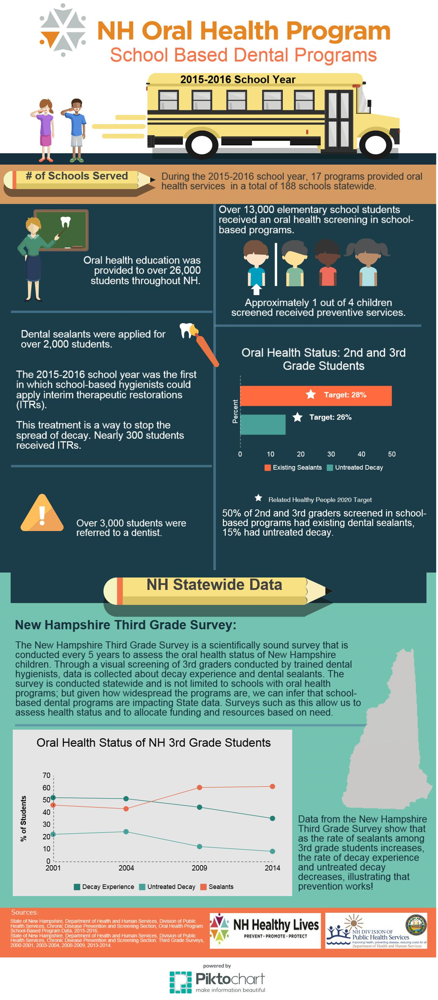 NH Oral Health Program
School Based Dental Programs
2015-2016 School Year
# of Schools Served
During the 2015-2016 school year, 17 programs provided oral
health services in a total of 188 schools statewide.
Oral health education was
provided to over 26,000
students throughout NH.
Over 13,000 elementary school students
received an oral health screening in school-
based programs.
Approximately 1 out of 4 children
screened received preventive services.
Dental sealants were applied for
over 2,000 students.
The 2015-2016 school year was the first
in which school-based hygienists could
apply interim therapeutic restorations
(ITRs).
This treatment is a way to stop the
spread of decay. Nearly 300 students
received ITRs.
Over 3,000 students were
referred to a dentist.
Oral Health Status: 2nd and 3rd
Grade Students
Percent
Target: 28%
Target: 26%
0 10 20 30 40 50
Existing Sealants Untreated Decay
Related Healthy People 2020 Target
50% of 2nd and 3rd graders screened in school-
based programs had existing dental sealants,
15% had untreated decay.
NH Statewide Data
New Hampshire Third Grade Survey:
The New Hampshire Third Grade Survey is a scientifically sound survey that is
conducted every 5 years to assess the oral health status of New Hampshire
children. Through a visual screening of 3rd graders conducted by trained dental
hygienists, data is collected about decay experience and dental sealants. The
survey is conducted statewide and is not limited to schools with oral health
programs; but given how widespread the programs are, we can infer that school-
based dental programs are impacting State data. Surveys such as this allow us to
assess health status and to allocate funding and resources based on need.
Oral Health Status of NH 3rd Grade Students
% of Students
70
60
50
40
30
20
10
0
2001 2004 2009 2014
Decay Experience Untreated Decay Sealants
Data from the New Hampshire
Third Grade Survey show that
as the rate of sealants among
3rd grade students increases,
the rate of decay experience
and untreated decay
decreases, illustrating that
prevention works!
Sources:
State of New Hampshire, Department of Health and Human Services, Division of Public
Health Services, Chronic Disease Prevention and Screening Section, Oral Health Program.
School-Based Program Data, 2015-2016.
State of New Hampshire, Department of Health and Human Services, Division of Public
Health Services, Chronic Disease Prevention and Screening Section. Third Grade Surveys,
2000-2001, 2003-2004, 2008-2009, 2013-2014.
NH Healthy Lives
PREVENT · PROMOTE · PROTECT
NH DIVISION OF
Public Health Services
Improving health, preventing disease, reducing costs for all
Department of Health and Human Services
powered by
Piktochart
make information beautiful